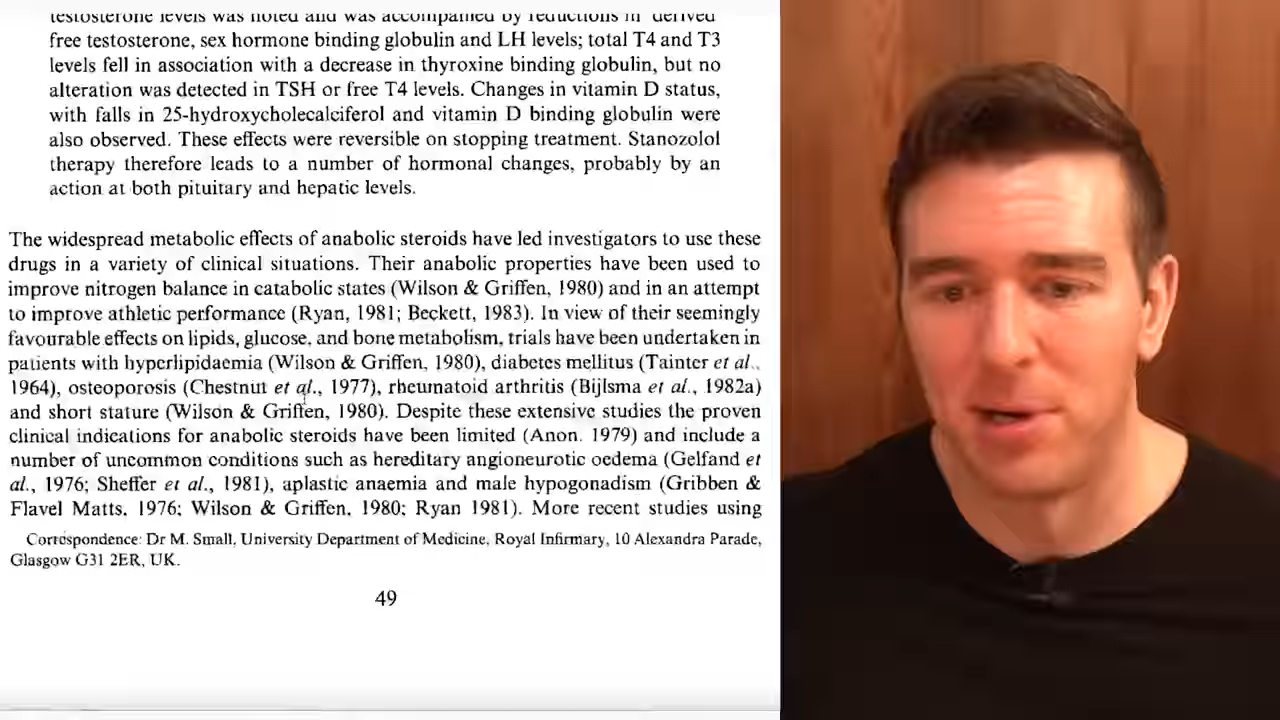 testosterone levels was noted and was accompanied by reductions in derived
free testosterone, sex hormone binding globulin and LH levels; total T4 and T3
levels fell in association with a decrease in thyroxine binding globulin, but no
alteration was detected in TSH or free T4 levels. Changes in vitamin D status,
with falls in 25-hydroxycholecalciferol and vitamin D binding globulin were
also observed. These effects were reversible on stopping treatment. Stanozolol
therapy therefore leads to a number of hormonal changes, probably by an
action at both pituitary and hepatic levels.
The widespread metabolic effects of anabolic steroids have led investigators to use these
drugs in a variety of clinical situations. Their anabolic properties have been used to
improve nitrogen balance in catabolic states (Wilson & Griffen, 1980) and in an attempt
to improve athletic performance (Ryan, 1981; Beckett, 1983). In view of their seemingly
favourable effects on lipids, glucose, and bone metabolism, trials have been undertaken in
patients with hyperlipidaemia (Wilson & Griffen, 1980), diabetes mellitus (Tainter et al.,
1964), osteoporosis (Chestnut et al., 1977), rheumatoid arthritis (Bijlsma et al., 1982a)
and short stature (Wilson & Griffen, 1980). Despite these extensive studies the proven
clinical indications for anabolic steroids have been limited (Anon. 1979) and include a
number of uncommon conditions such as hereditary angioneurotic oedema (Gelfand et
al., 1976; Sheffer et al., 1981), aplastic anaemia and male hypogonadism (Gribben &
Flavel Matts, 1976; Wilson & Griffen, 1980; Ryan 1981). More recent studies using
Correspondence: Dr M. Small, University Department of Medicine, Royal Infirmary, 10 Alexandra Parade,
Glasgow G31 2ER, UK.
49